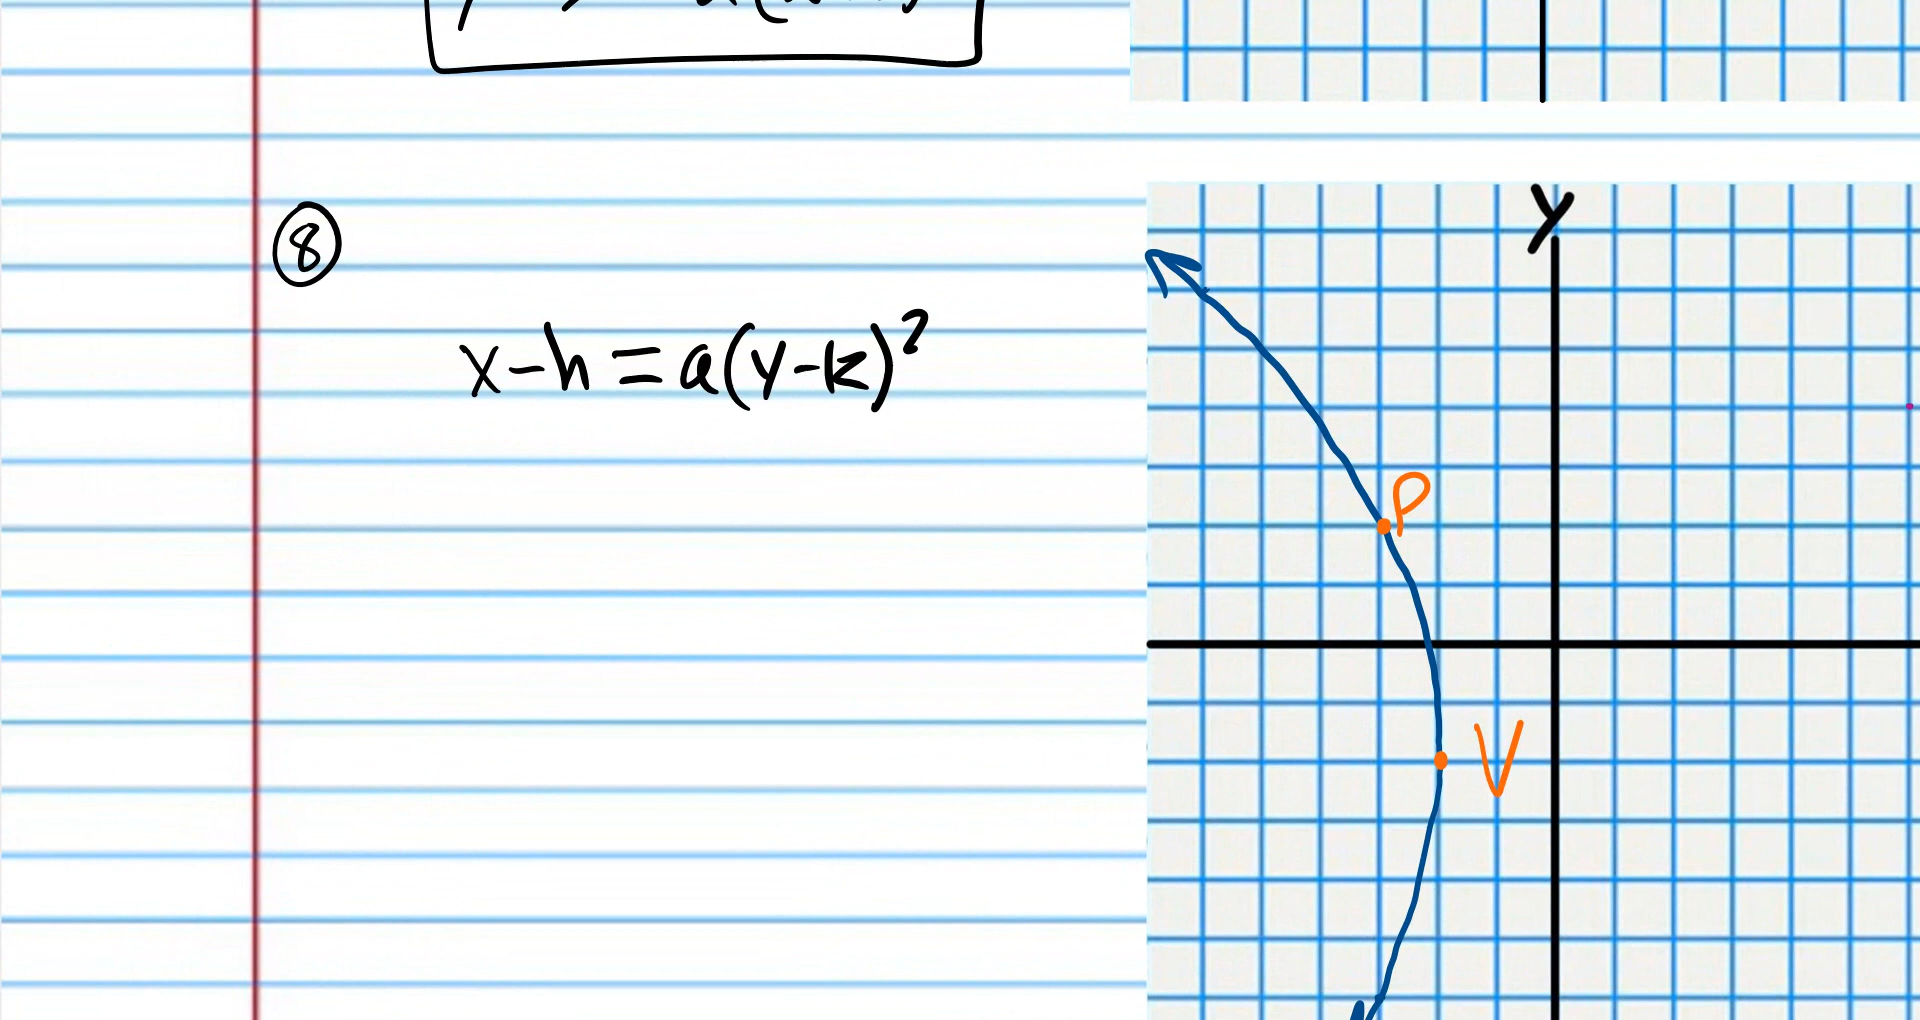 Y
⑧
x-h=a(y-k)²
P
V